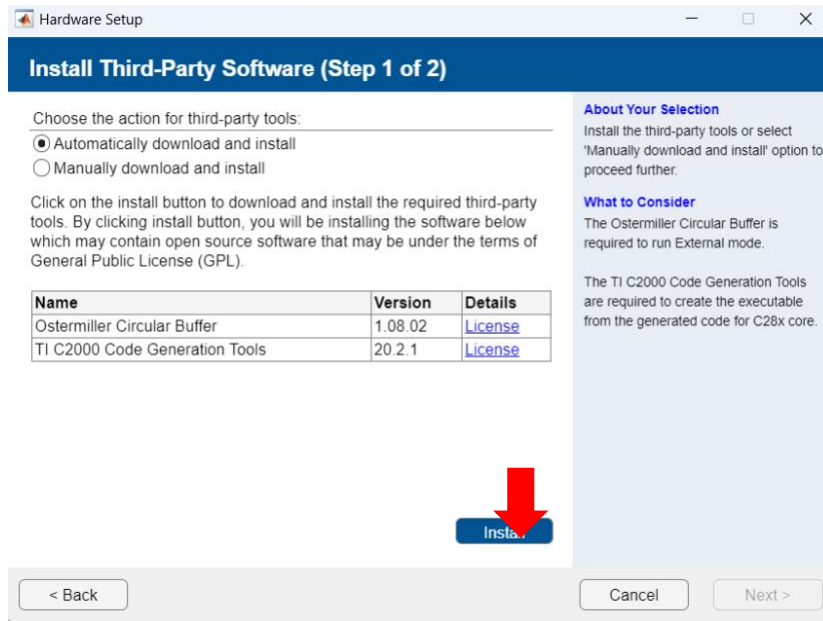 Hardware Setup
Install Third-Party Software (Step 1 of 2)
Choose the action for third-party tools:
Automatically download and install
Manually download and install
Click on the install button to download and install the required third-party
tools. By clicking install button, you will be installing the software below
which may contain open source software that may be under the terms of
General Public License (GPL).
Name Version Details
Ostermiller Circular Buffer 1.08.02 License
TI C2000 Code Generation Tools 20.2.1 License
Install
About Your Selection
Install the third-party tools or select
'Manually download and install' option to
proceed further.
What to Consider
The Ostermiller Circular Buffer is
required to run External mode.
The TI C2000 Code Generation Tools
are required to create the executable
from the generated code for C28x core.
< Back Cancel Next >